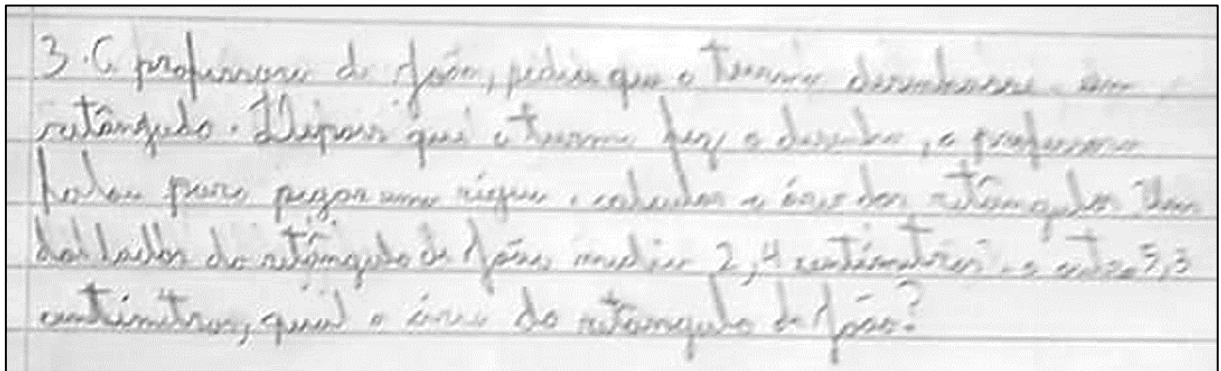 3. A professora de João, pediu que a turma desenhasse um
retângulo. Depois que a turma fez o desenho, a professora
falou para pegar uma régua e calcular a área dos retângulos. Um
dos lados do retângulo de João media 2,4 centímetros e outro 5,3
centímetros, qual a área do retângulo de João?